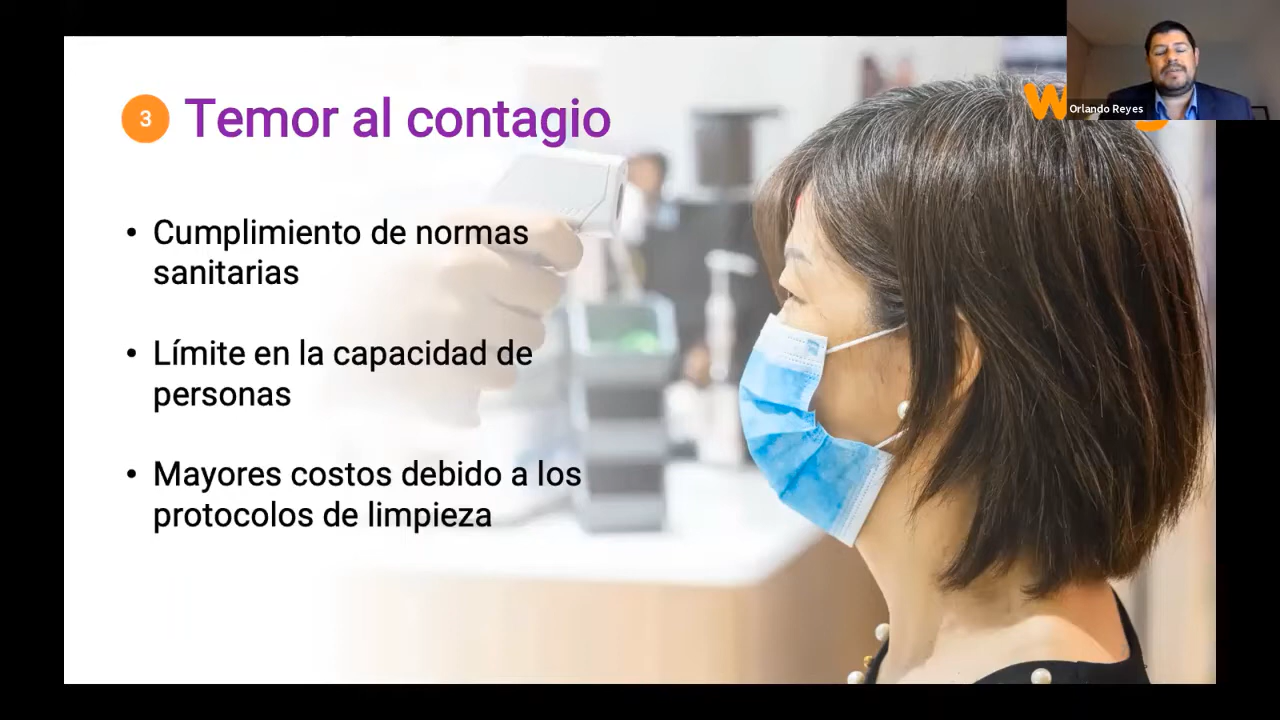 3
Temor al contagio
Orlando Reyes
• Cumplimiento de normas
sanitarias
• Límite en la capacidad de
personas
• Mayores costos debido a los
protocolos de limpieza